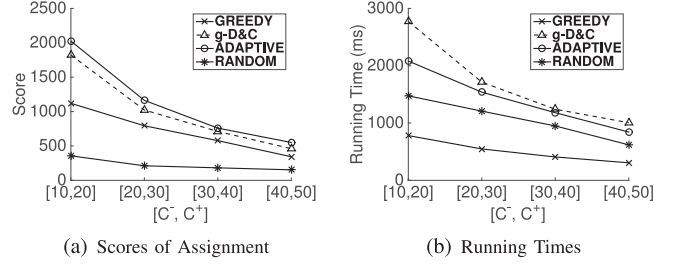 2500
2000
1500
1000
500
0
Score
GREEDY
g-D&C
ADAPTIVE
RANDOM
[10,20] [20,30] [30,40] [40,50]
[C⁻, C⁺]
(a) Scores of Assignment
3000
2000
1000
0
Running Time (ms)
GREEDY
g-D&C
ADAPTIVE
RANDOM
[10,20] [20,30] [30,40] [40,50]
[C⁻, C⁺]
(b) Running Times